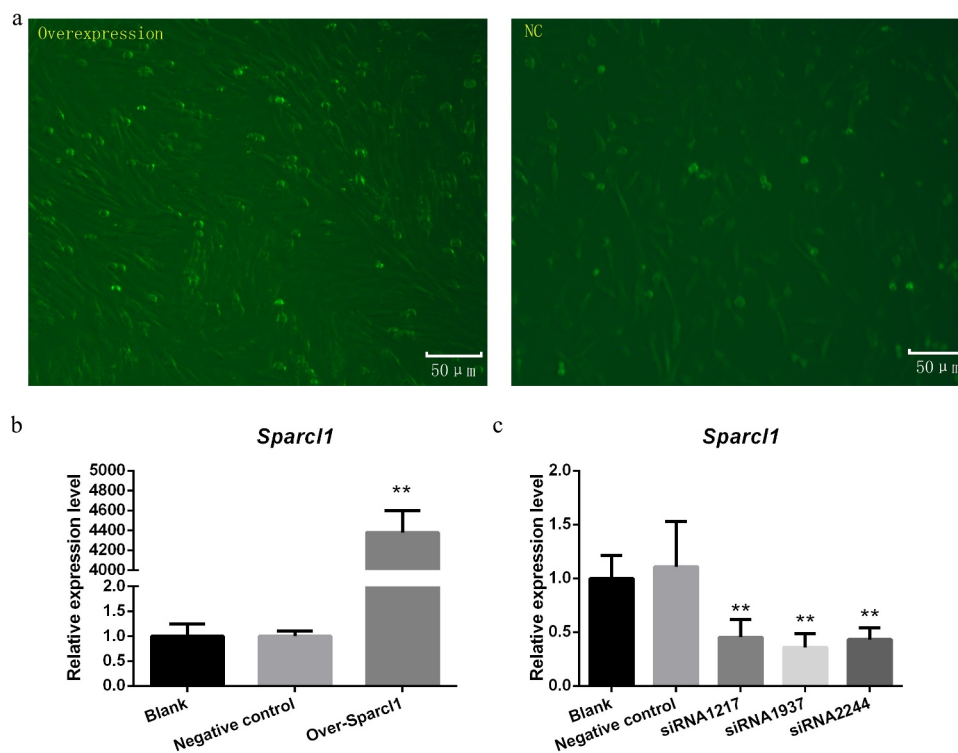 a
Overexpression
NC
50 μm
50 μm
b
Sparcl1
Relative expression level
5000
4800
4600
4400
4200
4000
2.0
1.5
1.0
0.5
0.0
**
Blank
Negative control
Over-Sparcl1
c
Sparcl1
Relative expression level
2.0
1.5
1.0
0.5
0.0
**
**
**
Blank
Negative control
siRNA1217
siRNA1937
siRNA2244